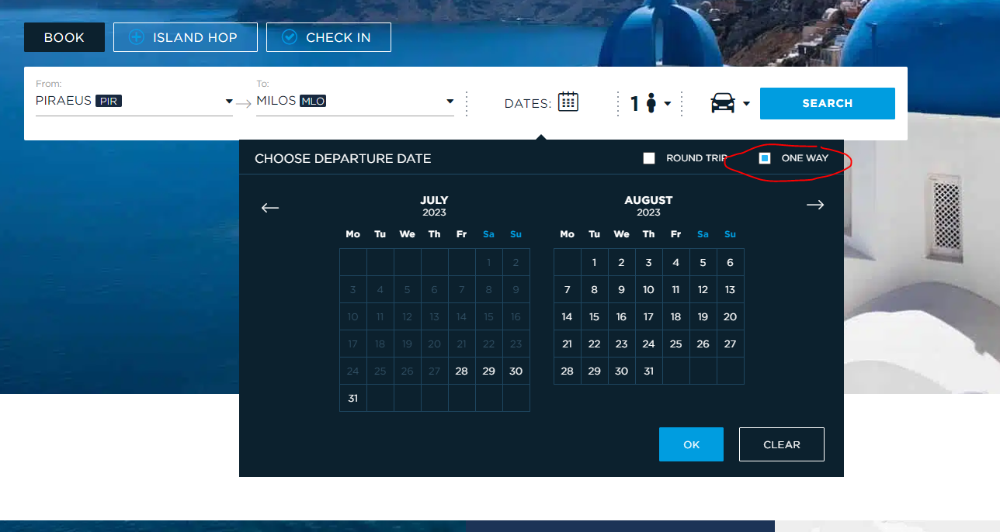 BOOK
ISLAND HOP
CHECK IN
From:
PIRAEUS PIR
To:
MILOS MLO
DATES:
1
SEARCH
CHOOSE DEPARTURE DATE
ROUND TRIP
ONE WAY
JULY
2023
Mo Tu We Th Fr Sa Su
1 2
3 4 5 6 7 8 9
10 11 12 13 14 15 16
17 18 19 20 21 22 23
24 25 26 27 28 29 30
31
AUGUST
2023
Mo Tu We Th Fr Sa Su
1 2 3 4 5 6
7 8 9 10 11 12 13
14 15 16 17 18 19 20
21 22 23 24 25 26 27
28 29 30 31
OK
CLEAR